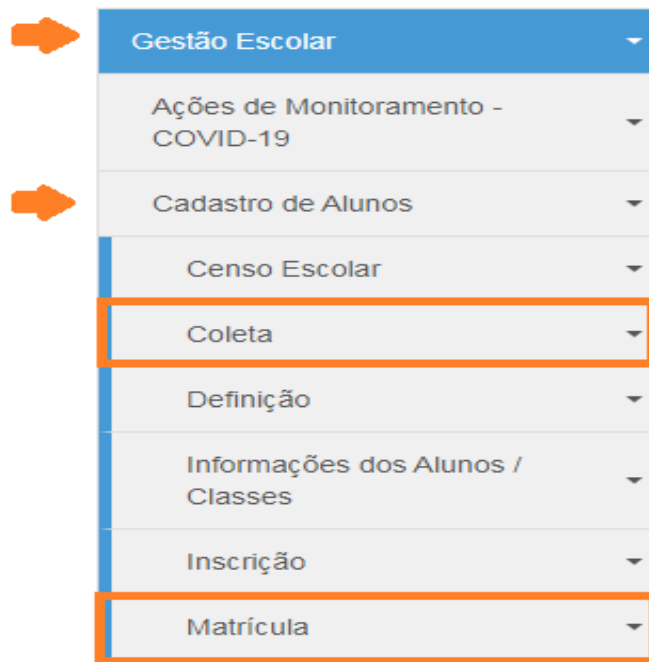 Gestão Escolar
Ações de Monitoramento -
COVID-19
Cadastro de Alunos
Censo Escolar
Coleta
Definição
Informações dos Alunos /
Classes
Inscrição
Matrícula